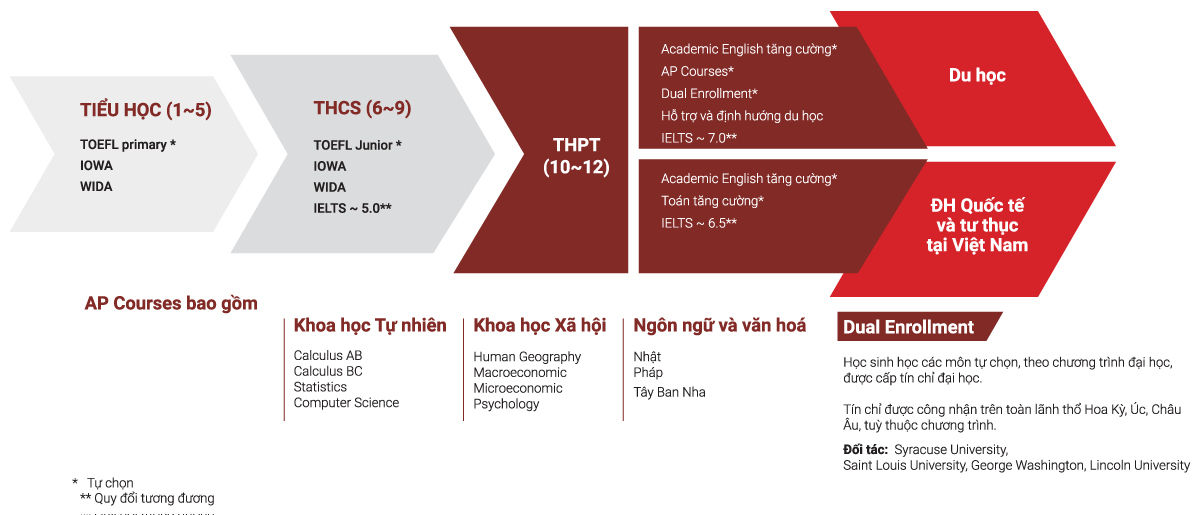 TIỂU HỌC (1~5)
TOEFL primary *
IOWA
WIDA
THCS (6~9)
TOEFL Junior *
IOWA
WIDA
IELTS ~ 5.0**
THPT
(10~12)
Academic English tăng cường*
AP Courses*
Dual Enrollment*
Hỗ trợ và định hướng du học
IELTS ~ 7.0**
Du học
Academic English tăng cường*
Toán tăng cường*
IELTS ~ 6.5**
ĐH Quốc tế
và tư thục
tại Việt Nam
AP Courses bao gồm
Khoa học Tự nhiên
Calculus AB
Calculus BC
Statistics
Computer Science
Khoa học Xã hội
Human Geography
Macroeconomic
Microeconomic
Psychology
Ngôn ngữ và văn hoá
Nhật
Pháp
Tây Ban Nha
Dual Enrollment
Học sinh học các môn tự chọn, theo chương trình đại học,
được cấp tín chỉ đại học.
Tín chỉ được công nhận trên toàn lãnh thổ Hoa Kỳ, Úc, Châu
Âu, tuỳ thuộc chương trình.
Đối tác: Syracuse University,
Saint Louis University, George Washington, Lincoln University
* Tự chọn
** Quy đổi tương đương